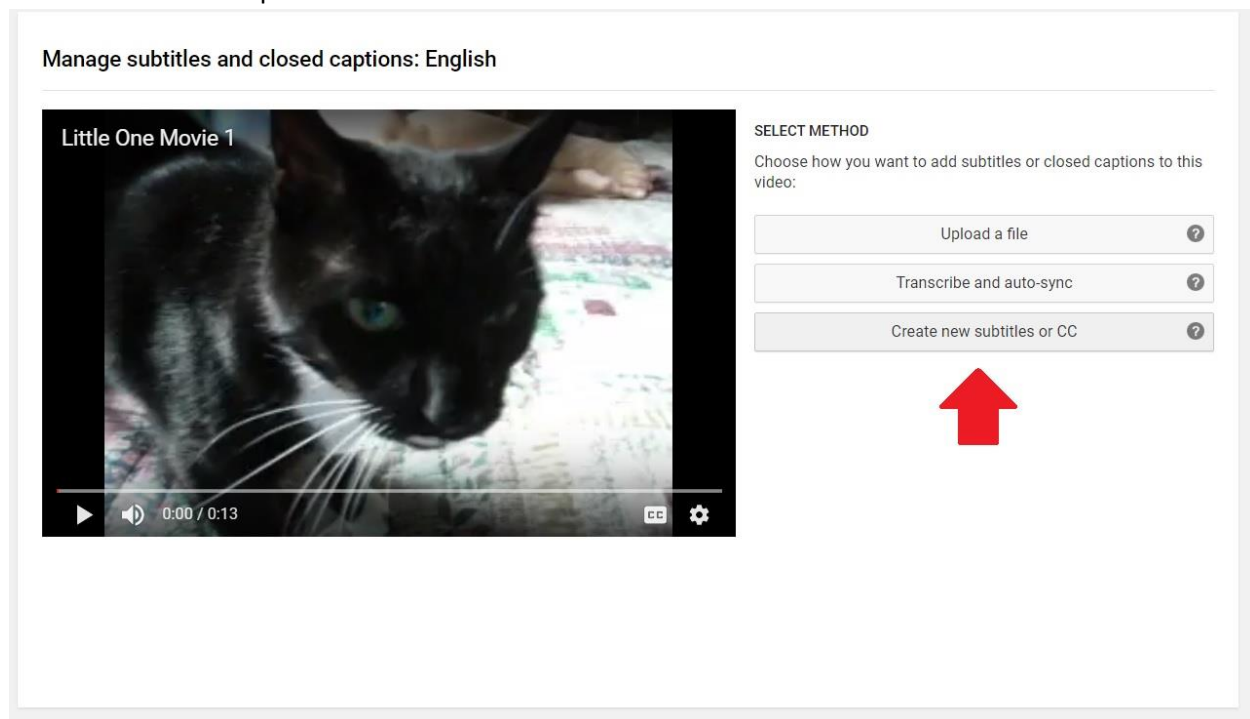 Manage subtitles and closed captions: English
Little One Movie 1
0:00 / 0:13
CC
SELECT METHOD
Choose how you want to add subtitles or closed captions to this
video:
Upload a file ?
Transcribe and auto-sync ?
Create new subtitles or CC ?